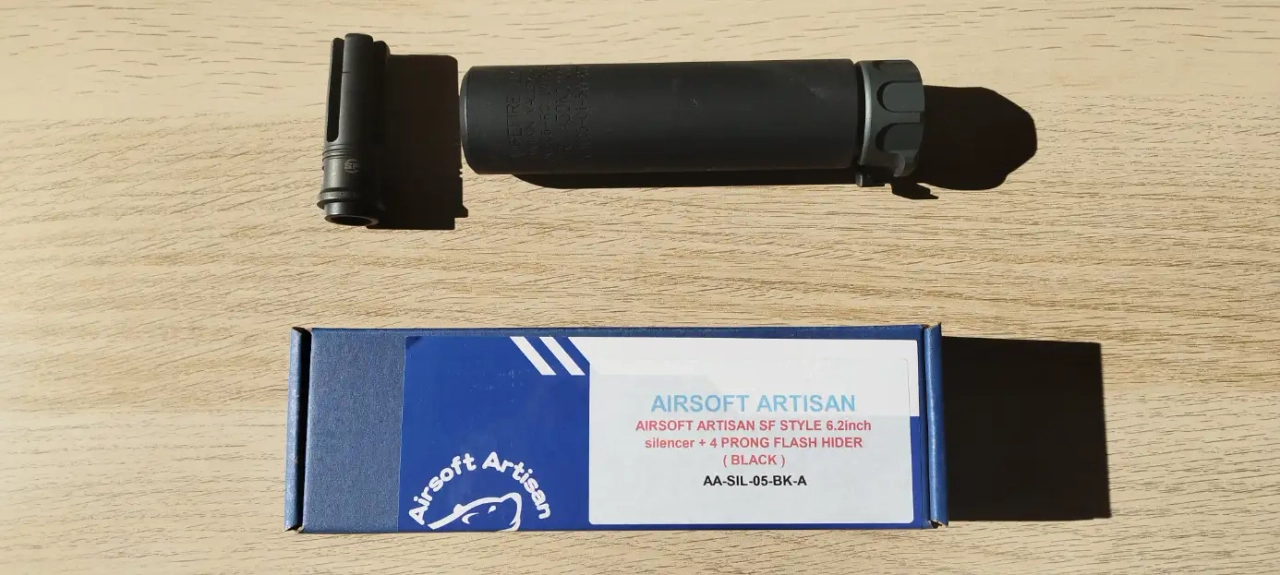 AIRSOFT ARTISAN
AIRSOFT ARTISAN SF STYLE 6.2inch
silencer + 4 PRONG FLASH HIDER
( BLACK )
AA-SIL-05-BK-A
Airsoft Artisan